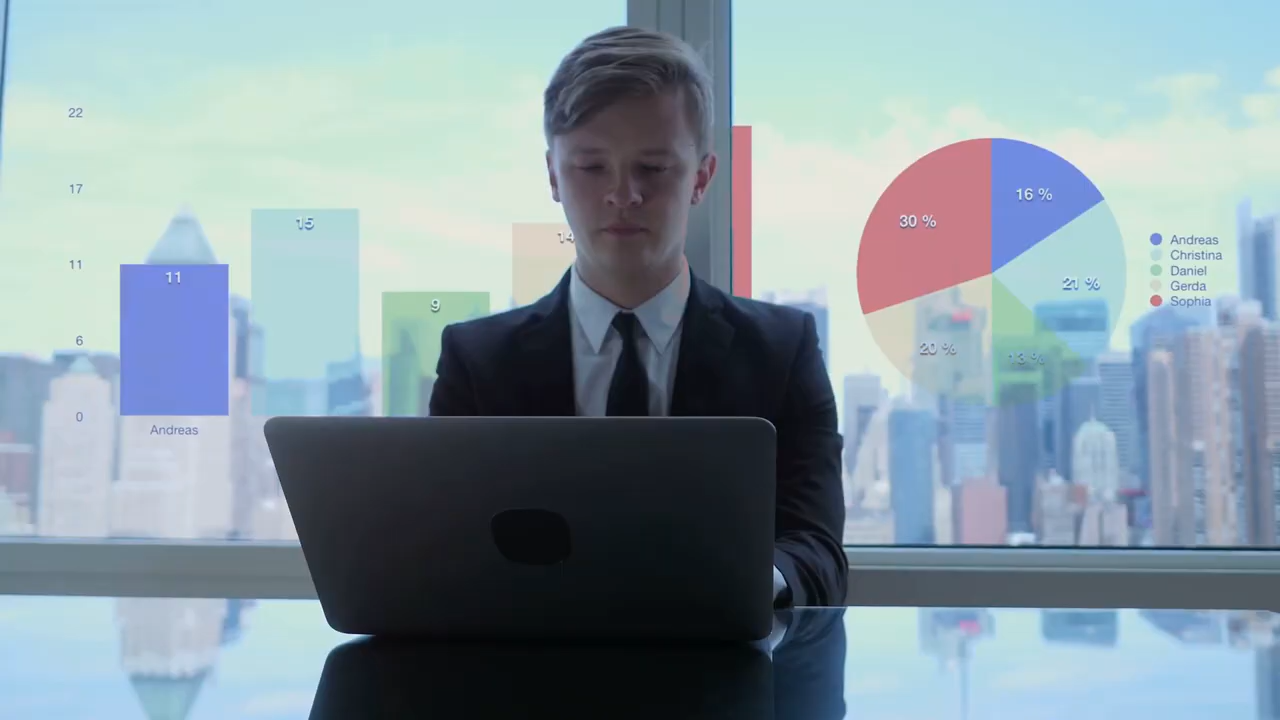 22
17
11
6
0
11
15
9
14
Andreas
16 %
21 %
13 %
20 %
30 %
Andreas
Christina
Daniel
Gerda
Sophia